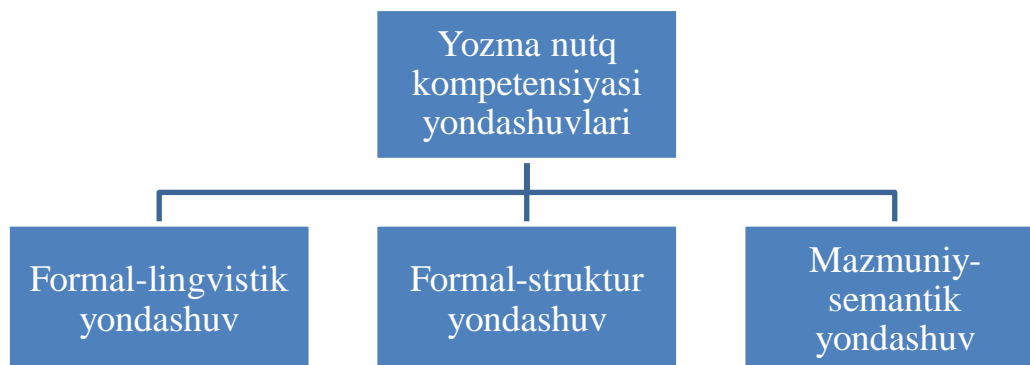 Yozma nutq
kompetensiyasi
yondashuvlari
Formal-lingvistik
yondashuv
Formal-struktur
yondashuv
Mazmuniy-
semantik
yondashuv